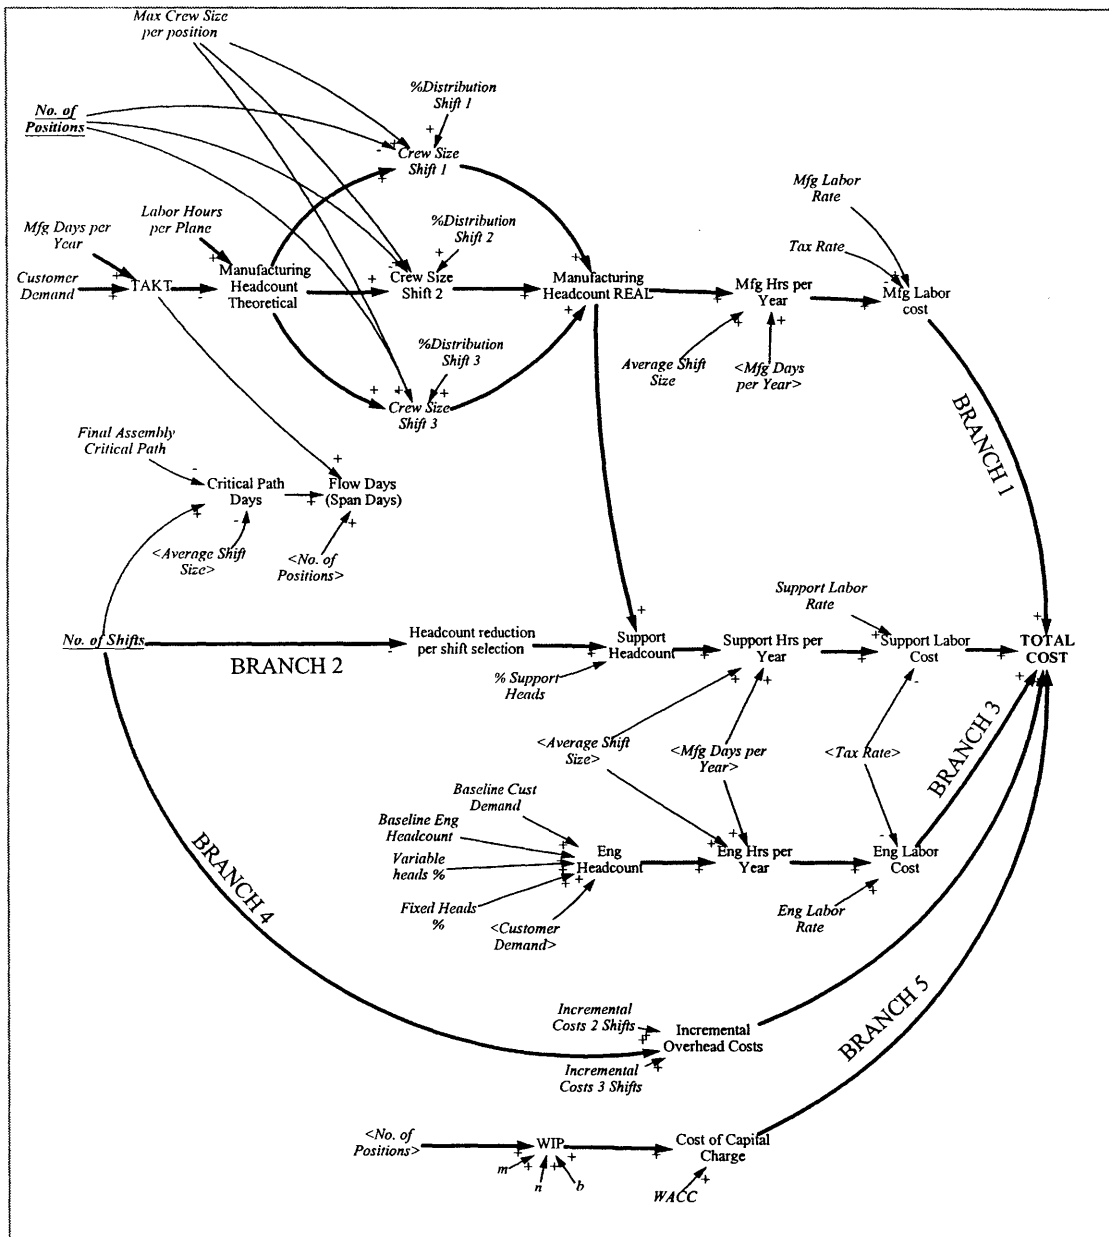 Max Crew Size
per position
%Distribution
Shift 1
No. of
Positions
Crew Size
Shift 1
Mfg Labor
Rate
Labor Hours
per Plane
%Distribution
Shift 2
Mfg Days per
Year
Tax Rate
Customer
Demand
TAKT
Manufacturing
Headcount
Theoretical
Crew Size
Shift 2
Manufacturing
Headcount REAL
Mfg Hrs per
Year
Mfg Labor
cost
%Distribution
Shift 3
Average Shift
Size
<Mfg Days
per Year>
Crew Size
Shift 3
BRANCH 1
Final Assembly
Critical Path
Critical Path
Days
Flow Days
(Span Days)
<Average Shift
Size>
<No. of
Positions>
Support Labor
Rate
No. of Shifts
BRANCH 2
Headcount reduction
per shift selection
Support
Headcount
Support Hrs per
Year
Support Labor
Cost
TOTAL
COST
% Support
Heads
<Average Shift
Size>
<Mfg Days per
Year>
<Tax Rate>
BRANCH 3
Baseline Cust
Demand
Baseline Eng
Headcount
Variable
heads %
Eng
Headcount
Eng Hrs per
Year
Eng Labor
Cost
Fixed Heads
%
<Customer
Demand>
Eng Labor
Rate
BRANCH 4
BRANCH 5
Incremental
Costs 2 Shifts
Incremental
Overhead Costs
Incremental
Costs 3 Shifts
<No. of
Positions>
WIP
Cost of Capital
Charge
m
n
b
WACC